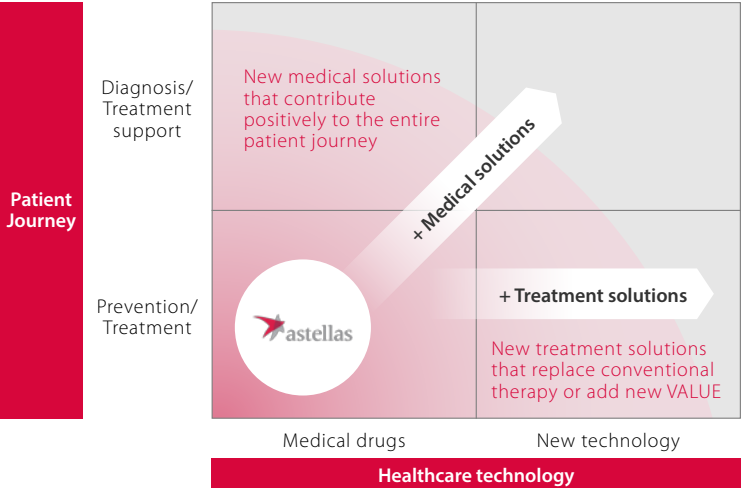 Patient
Journey
Diagnosis/
Treatment
support
New medical solutions
that contribute
positively to the entire
patient journey
+ Medical solutions
Prevention/
Treatment
astellas
+ Treatment solutions
New treatment solutions
that replace conventional
therapy or add new VALUE
Medical drugs
New technology
Healthcare technology